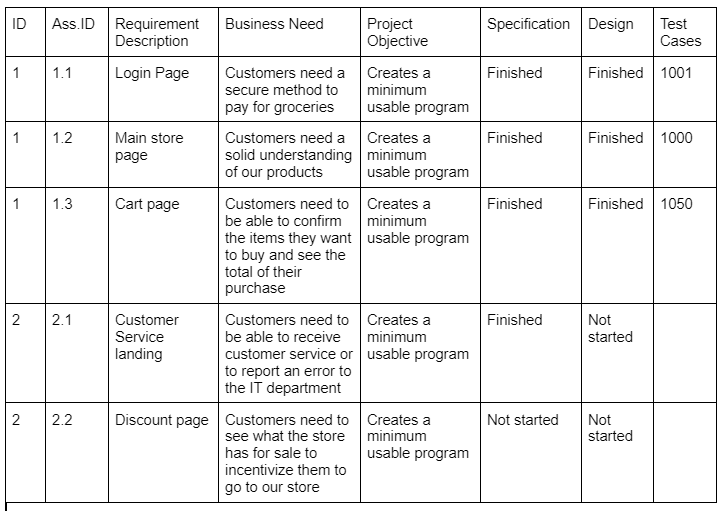 ID Ass.ID Requirement Description Business Need Project Objective Specification Design Test Cases
1 1.1 Login Page Customers need a secure method to pay for groceries Creates a minimum usable program Finished Finished 1001
1 1.2 Main store page Customers need a solid understanding of our products Creates a minimum usable program Finished Finished 1000
1 1.3 Cart page Customers need to be able to confirm the items they want to buy and see the total of their purchase Creates a minimum usable program Finished Finished 1050
2 2.1 Customer Service landing Customers need to be able to receive customer service or to report an error to the IT department Creates a minimum usable program Finished Not started
2 2.2 Discount page Customers need to see what the store has for sale to incentivize them to go to our store Creates a minimum usable program Not started Not started